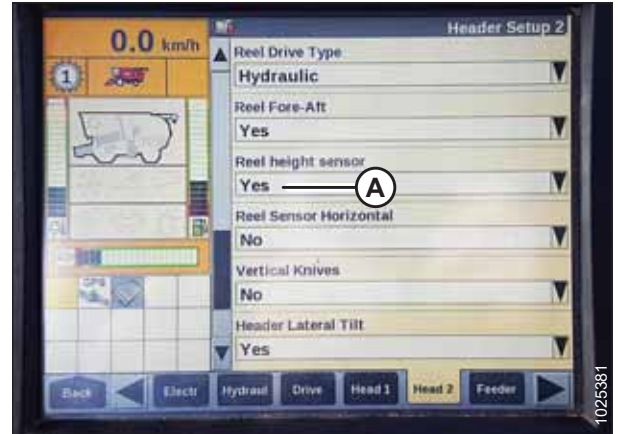 Header Setup 2
0.0 km/h
1
Reel Drive Type
Hydraulic
Reel Fore-Aft
Yes
Reel height sensor
Yes
A
Reel Sensor Horizontal
No
Vertical Knives
No
Header Lateral Tilt
Yes
Back
Electr
Hydraul
Drive
Head 1
Head 2
Feeder
1025381